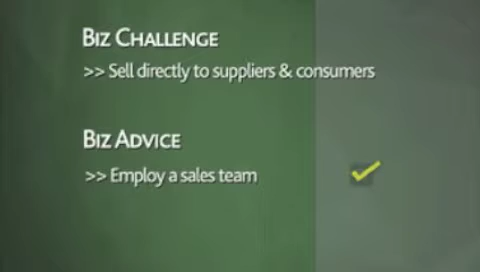 Biz Challenge
>> Sell directly to suppliers & consumers
Biz Advice
>> Employ a sales team